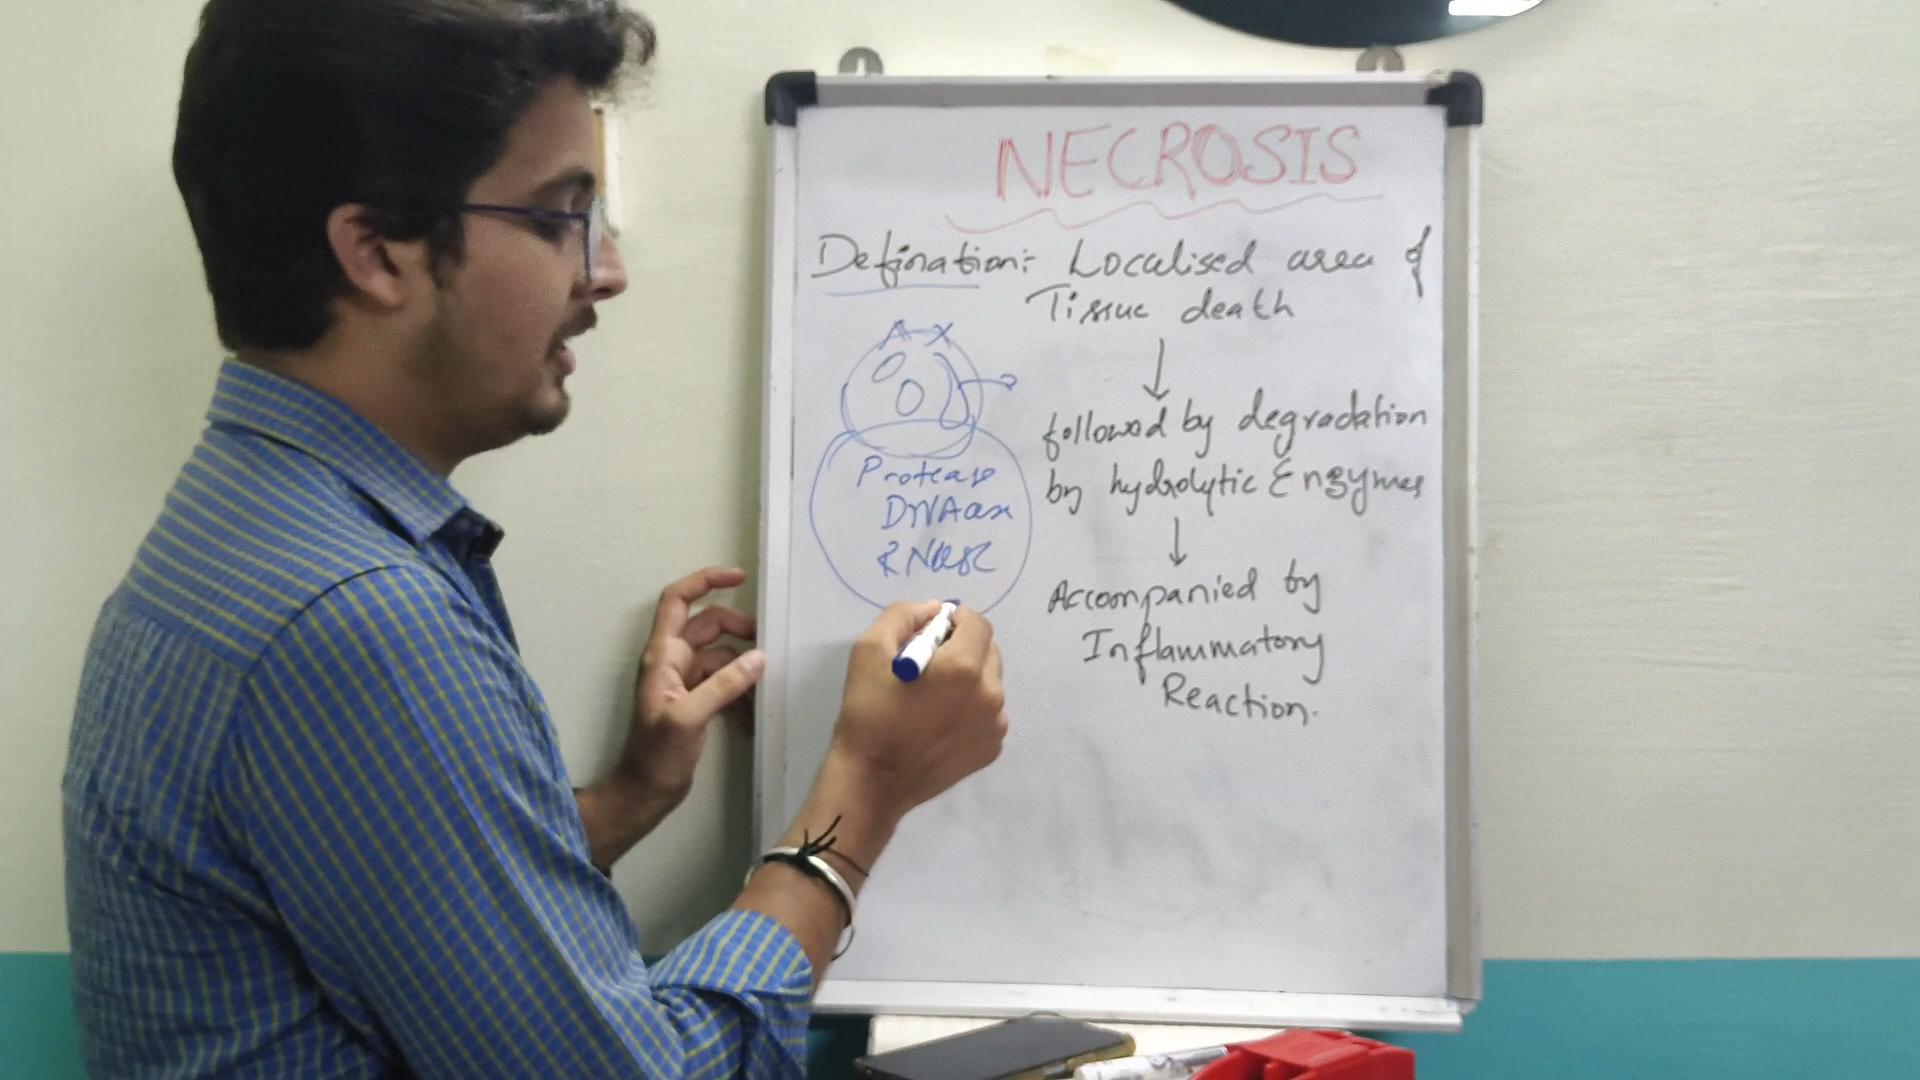 NECROSIS
Defination:- Localised area of
Tissue death
A X
followed by degradation
by hydrolytic Enzymes
Protease
DNAase
RNase
Accompanied by
Inflammatory
Reaction.